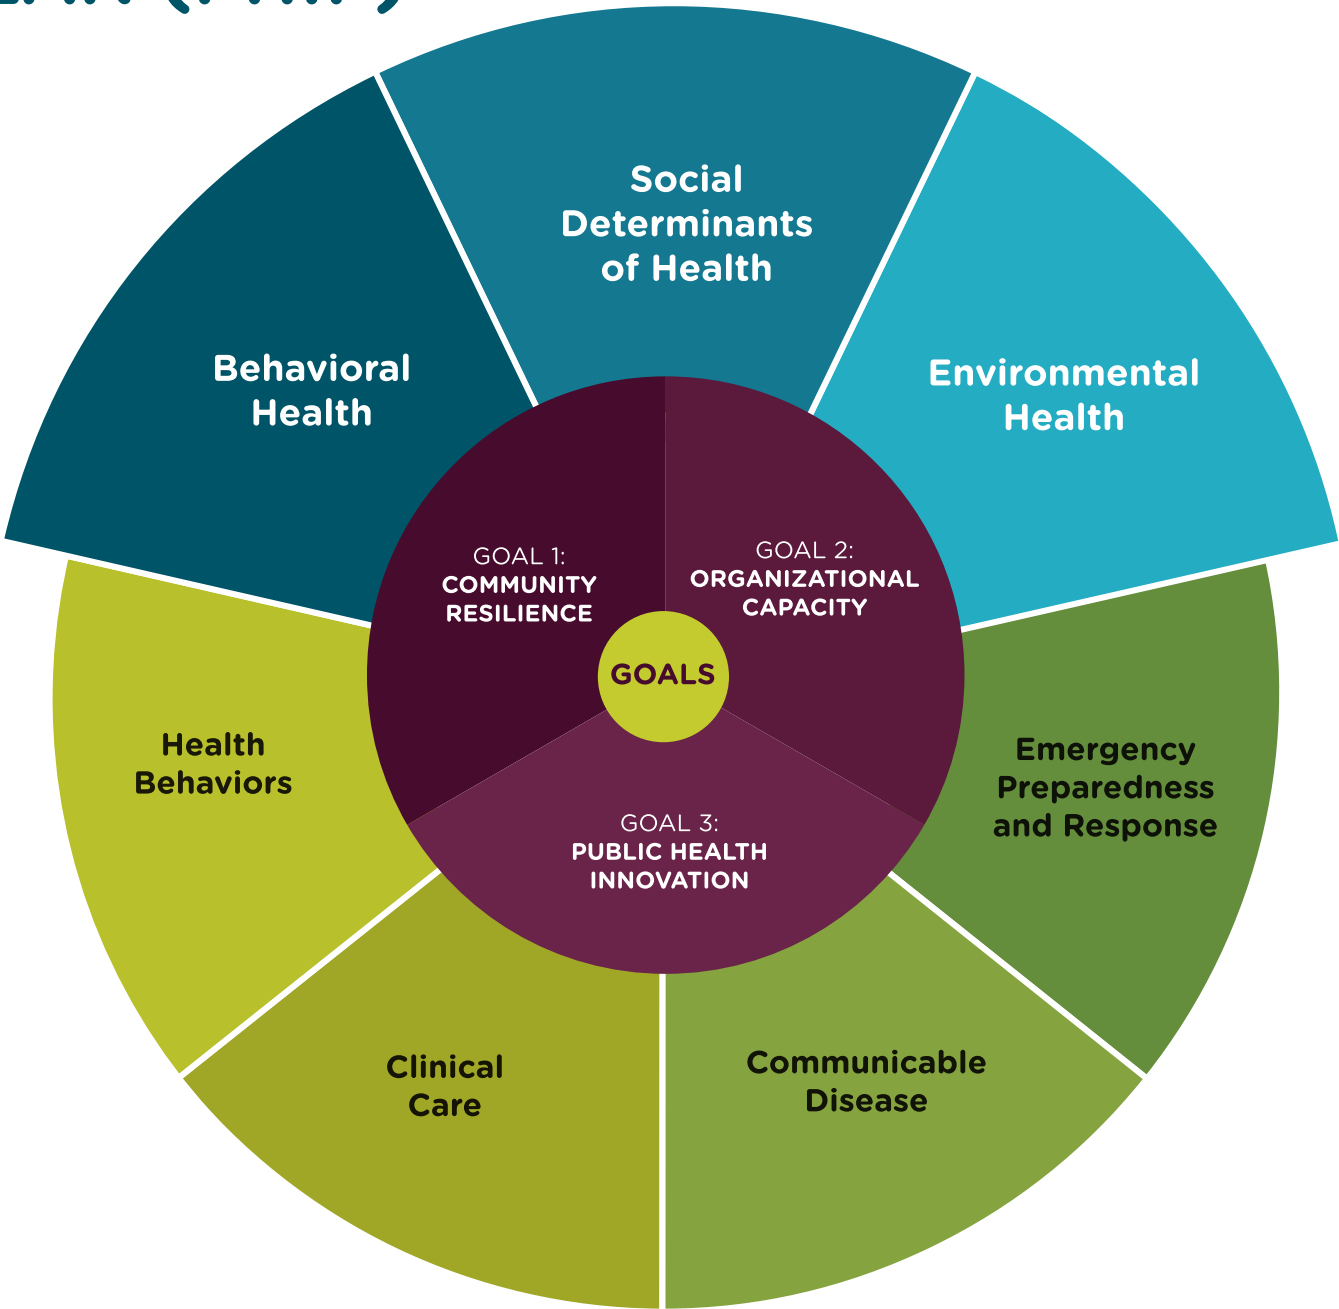 Social
Determinants
of Health
Behavioral
Health
Environmental
Health
GOAL 1:
COMMUNITY
RESILIENCE
GOAL 2:
ORGANIZATIONAL
CAPACITY
GOALS
Health
Behaviors
Emergency
Preparedness
and Response
GOAL 3:
PUBLIC HEALTH
INNOVATION
Clinical
Care
Communicable
Disease